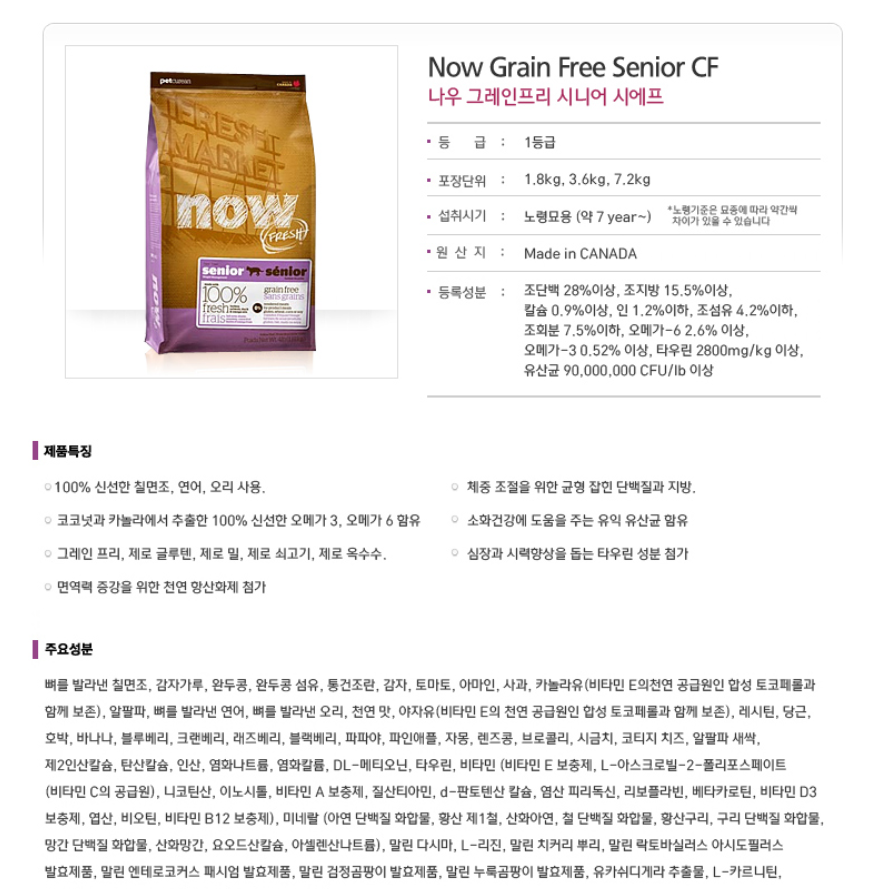 petcurean
FRESH
MARKET
now
FRESH
senior sénior
100%
fresh
frais
grain free
sans grains
now
Now Grain Free Senior CF
나우 그레인프리 시니어 시에프
등 급 : 1등급
포장단위 : 1.8kg, 3.6kg, 7.2kg
섭취시기 : 노령묘용 (약 7 year~) *노령기준은 묘종에 따라 약간씩
차이가 있을 수 있습니다
원 산 지 : Made in CANADA
등록성분 : 조단백 28%이상, 조지방 15.5%이상,
칼슘 0.9%이상, 인 1.2%이하, 조섬유 4.2%이하,
조회분 7.5%이하, 오메가-6 2.6% 이상,
오메가-3 0.52% 이상, 타우린 2800mg/kg 이상,
유산균 90,000,000 CFU/lb 이상
제품특징
100% 신선한 칠면조, 연어, 오리 사용.
코코넛과 카놀라에서 추출한 100% 신선한 오메가 3, 오메가 6 함유
그레인 프리, 제로 글루텐, 제로 밀, 제로 쇠고기, 제로 옥수수.
면역력 증강을 위한 천연 항산화제 첨가
체중 조절을 위한 균형 잡힌 단백질과 지방.
소화건강에 도움을 주는 유익 유산균 함유
심장과 시력향상을 돕는 타우린 성분 첨가
주요성분
뼈를 발라낸 칠면조, 감자가루, 완두콩, 완두콩 섬유, 통건조란, 감자, 토마토, 아마인, 사과, 카놀라유(비타민 E의천연 공급원인 합성 토코페롤과
함께 보존), 알팔파, 뼈를 발라낸 연어, 뼈를 발라낸 오리, 천연 맛, 야자유(비타민 E의 천연 공급원인 합성 토코페롤과 함께 보존), 레시틴, 당근,
호박, 바나나, 블루베리, 크랜베리, 래즈베리, 블랙베리, 파파야, 파인애플, 자몽, 렌즈콩, 브로콜리, 시금치, 코티지 치즈, 알팔파 새싹,
제2인산칼슘, 탄산칼슘, 인산, 염화나트륨, 염화칼륨, DL-메티오닌, 타우린, 비타민 (비타민 E 보충제, L-아스크로빌-2-폴리포스페이트
(비타민 C의 공급원), 니코틴산, 이노시톨, 비타민 A 보충제, 질산티아민, d-판토텐산 칼슘, 염산 피리독신, 리보플라빈, 베타카로틴, 비타민 D3
보충제, 엽산, 비오틴, 비타민 B12 보충제), 미네랄 (아연 단백질 화합물, 황산 제1철, 산화아연, 철 단백질 화합물, 황산구리, 구리 단백질 화합물,
망간 단백질 화합물, 산화망간, 요오드산칼슘, 아셀렌산나트륨), 말린 다시마, L-리진, 말린 치커리 뿌리, 말린 락토바실러스 아시도필러스
발효제품, 말린 엔테로코커스 패시엄 발효제품, 말린 검정곰팡이 발효제품, 말린 누룩곰팡이 발효제품, 유카쉬디게라 추출물, L-카르니틴,